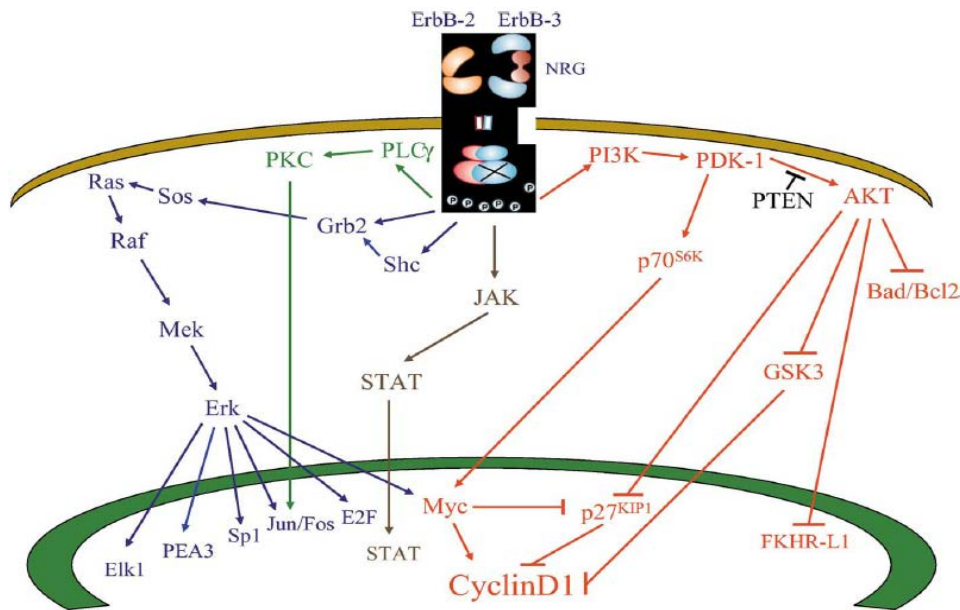 ErbB-2 ErbB-3
NRG
PKC PLCγ PI3K PDK-1
Ras Sos PTEN AKT
Grb2
Raf Shc p70S6K
JAK Bad/Bcl2
Mek
STAT GSK3
Erk
Myc p27KIP1
Elk1 PEA3 Sp1 Jun/Fos E2F
STAT FKHR-L1
CyclinD1
P P P P P P